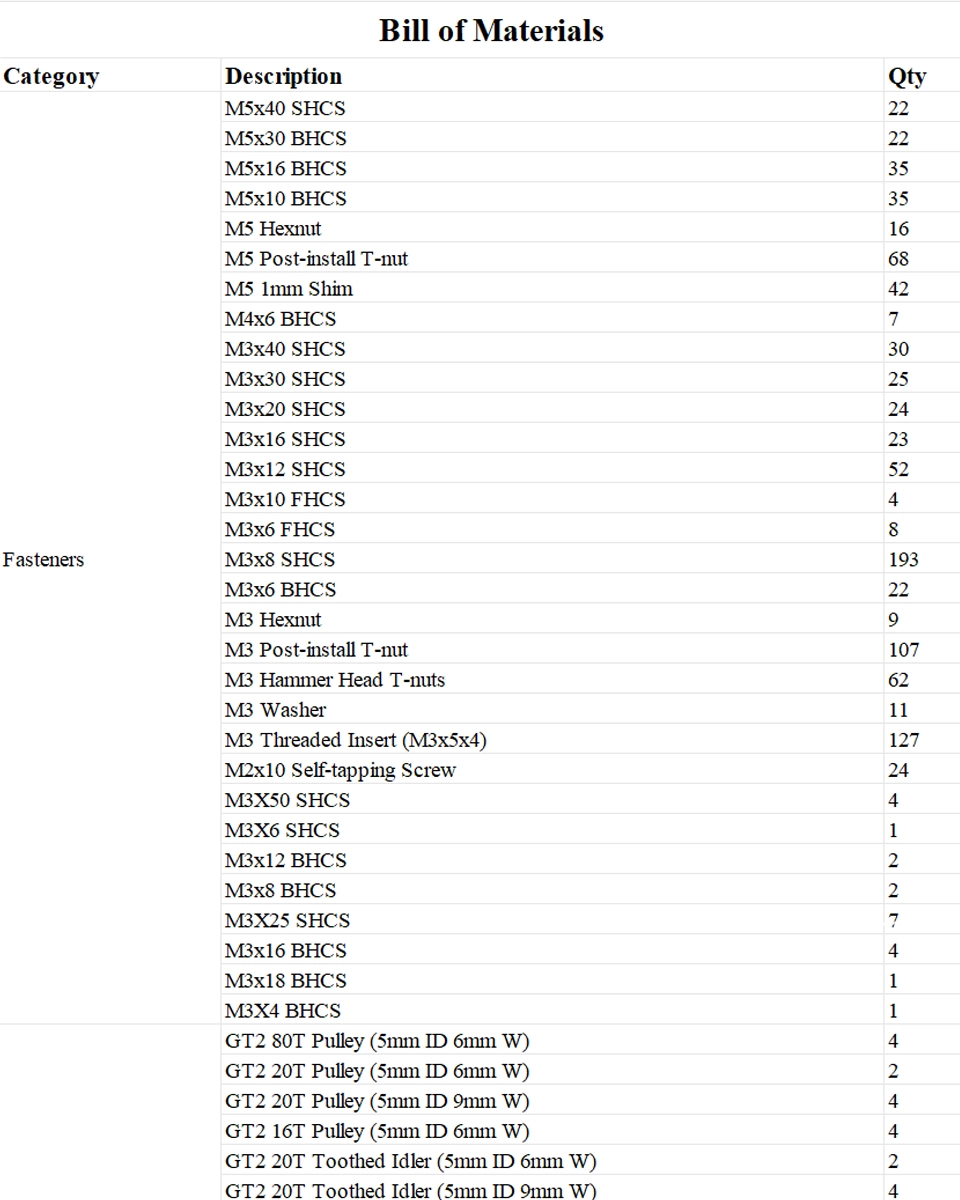 Bill of Materials
Category Description Qty
M5x40 SHCS 22
M5x30 BHCS 22
M5x16 BHCS 35
M5x10 BHCS 35
M5 Hexnut 16
M5 Post-install T-nut 68
M5 1mm Shim 42
M4x6 BHCS 7
M3x40 SHCS 30
M3x30 SHCS 25
M3x20 SHCS 24
M3x16 SHCS 23
M3x12 SHCS 52
M3x10 FHCS 4
M3x6 FHCS 8
Fasteners M3x8 SHCS 193
M3x6 BHCS 22
M3 Hexnut 9
M3 Post-install T-nut 107
M3 Hammer Head T-nuts 62
M3 Washer 11
M3 Threaded Insert (M3x5x4) 127
M2x10 Self-tapping Screw 24
M3X50 SHCS 4
M3X6 SHCS 1
M3x12 BHCS 2
M3x8 BHCS 2
M3X25 SHCS 7
M3x16 BHCS 4
M3x18 BHCS 1
M3X4 BHCS 1
GT2 80T Pulley (5mm ID 6mm W) 4
GT2 20T Pulley (5mm ID 6mm W) 2
GT2 20T Pulley (5mm ID 9mm W) 4
GT2 16T Pulley (5mm ID 6mm W) 4
GT2 20T Toothed Idler (5mm ID 6mm W) 2
GT2 20T Toothed Idler (5mm ID 9mm W) 4